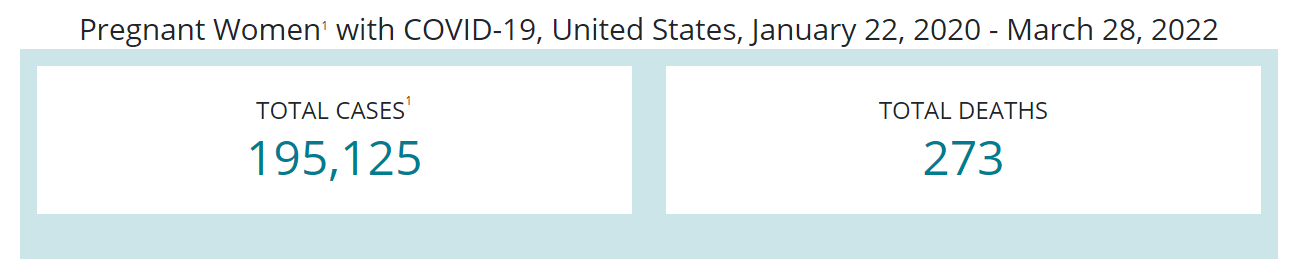 Pregnant Women¹ with COVID-19, United States, January 22, 2020 - March 28, 2022
TOTAL CASES¹
195,125
TOTAL DEATHS
273